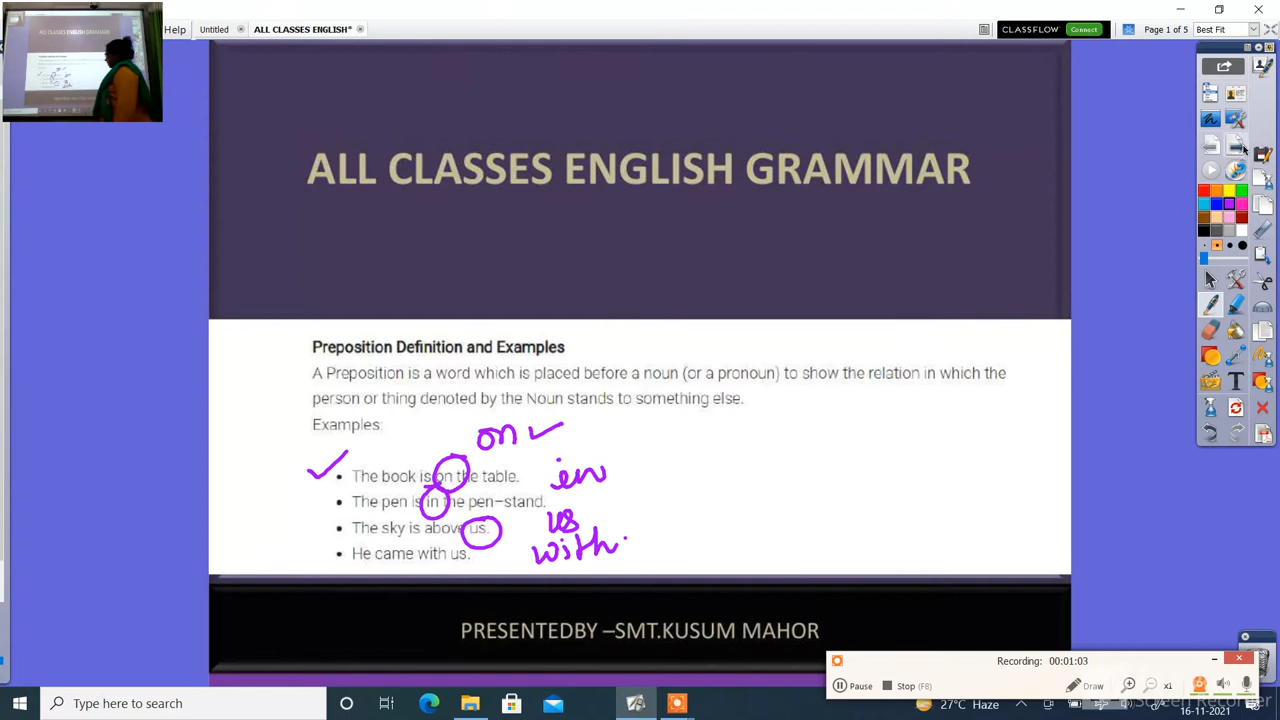 Help
Untitled
ALL CLASSES ENGLISH*
CLASSFLOW
Connect
Page 1 of 5
Best Fit
ALL CLASSES ENGLISH GRAMMAR
Preposition Definition and Examples
A Preposition is a word which is placed before a noun (or a pronoun) to show the relation in which the
person or thing denoted by the Noun stands to something else.
Examples:
on
• The book is on the table.
in
• The pen is in the pen-stand.
• The sky is above us.
us
• He came with us.
with.
PRESENTEDBY –SMT.KUSUM MAHOR
Recording: 00:01:03
Pause
Stop (F8)
Draw
x1
Type here to search
27°C Haze
16-11-2021